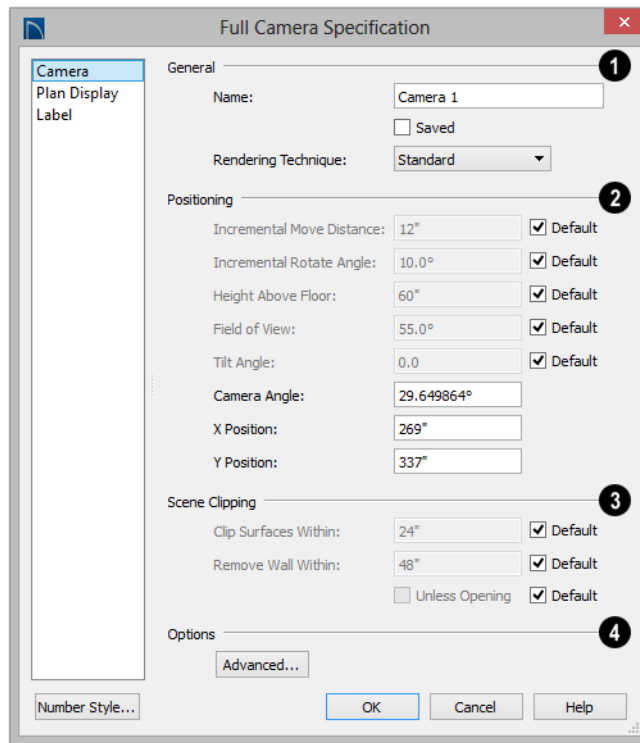 Full Camera Specification
Camera
Plan Display
Label
General 1
Name: Camera 1
Saved
Rendering Technique: Standard
Positioning 2
Incremental Move Distance: 12" Default
Incremental Rotate Angle: 10.0° Default
Height Above Floor: 60" Default
Field of View: 55.0° Default
Tilt Angle: 0.0 Default
Camera Angle: 29.649864°
X Position: 269"
Y Position: 337"
Scene Clipping 3
Clip Surfaces Within: 24" Default
Remove Wall Within: 48" Default
Unless Opening Default
Options 4
Advanced...
Number Style... OK Cancel Help